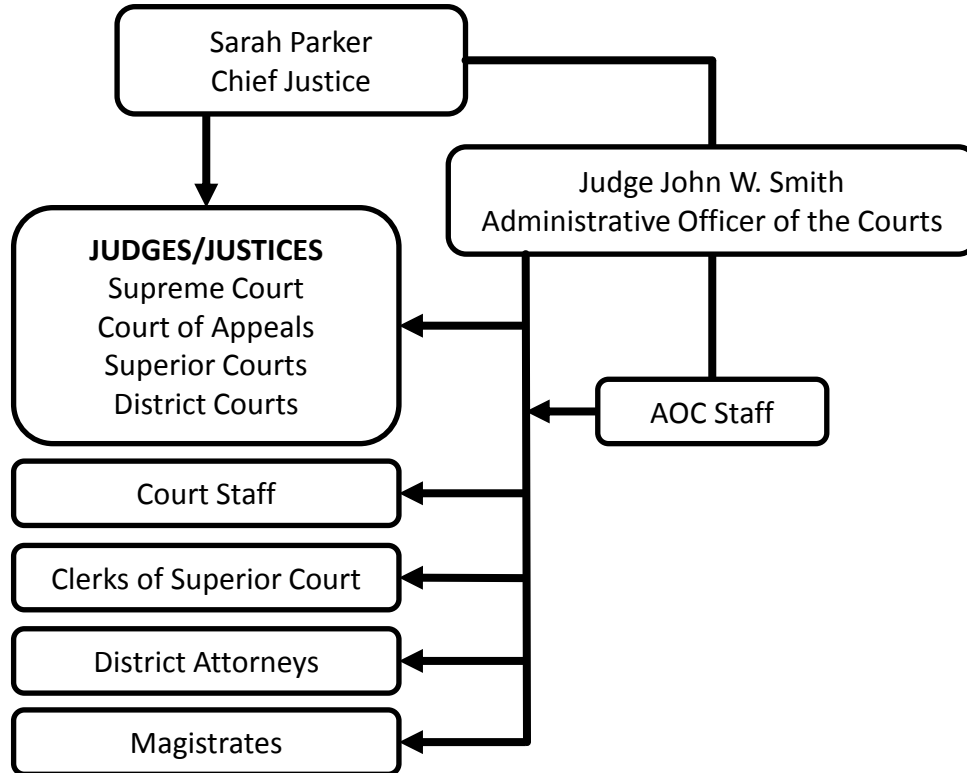 Sarah Parker
Chief Justice
Judge John W. Smith
Administrative Officer of the Courts
JUDGES/JUSTICES
Supreme Court
Court of Appeals
Superior Courts
District Courts
AOC Staff
Court Staff
Clerks of Superior Court
District Attorneys
Magistrates